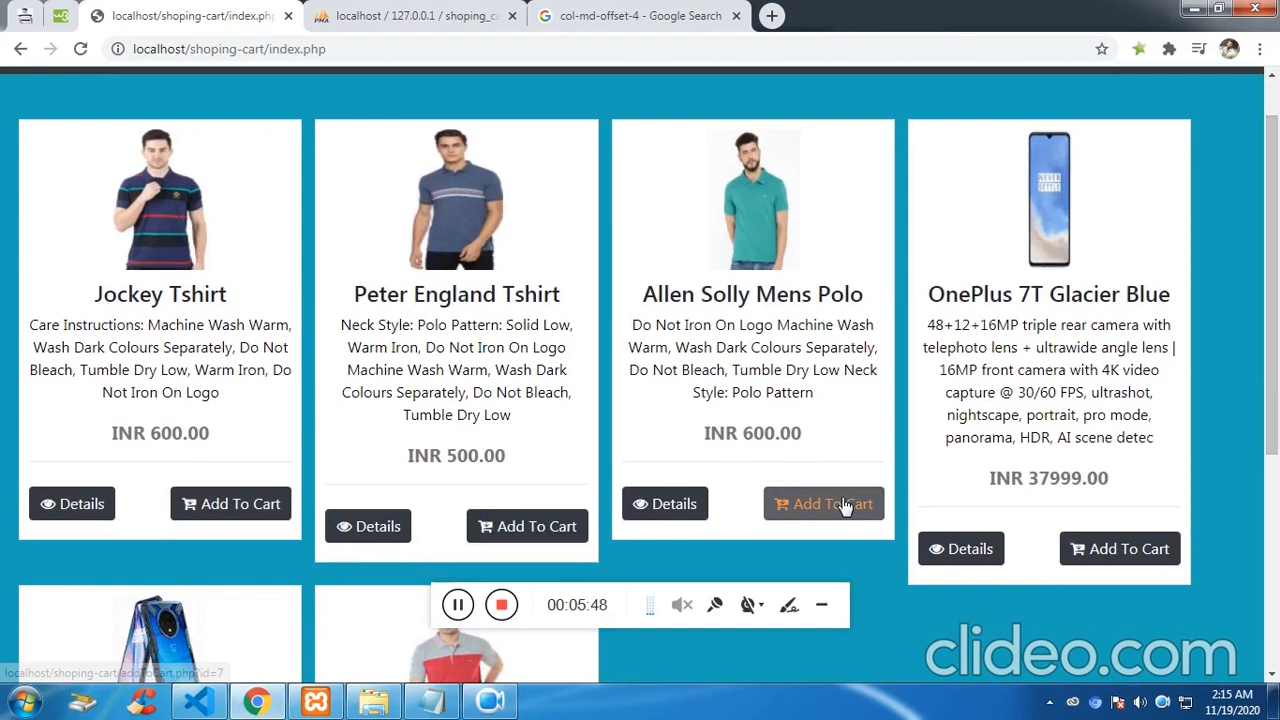 localhost/shoping-cart/index.php
localhost / 127.0.0.1 / shoping_ca
col-md-offset-4 - Google Search
localhost/shoping-cart/index.php
NEVER
SETTLE
Jockey Tshirt
Care Instructions: Machine Wash Warm,
Wash Dark Colours Separately, Do Not
Bleach, Tumble Dry Low, Warm Iron, Do
Not Iron On Logo
INR 600.00
Details
Add To Cart
Peter England Tshirt
Neck Style: Polo Pattern: Solid Low,
Warm Iron, Do Not Iron On Logo
Machine Wash Warm, Wash Dark
Colours Separately, Do Not Bleach,
Tumble Dry Low
INR 500.00
Details
Add To Cart
Allen Solly Mens Polo
Do Not Iron On Logo Machine Wash
Warm, Wash Dark Colours Separately,
Do Not Bleach, Tumble Dry Low Neck
Style: Polo Pattern
INR 600.00
Details
Add To Cart
OnePlus 7T Glacier Blue
48+12+16MP triple rear camera with
telephoto lens + ultrawide angle lens |
16MP front camera with 4K video
capture @ 30/60 FPS, ultrashot,
nightscape, portrait, pro mode,
panorama, HDR, AI scene detec
INR 37999.00
Details
Add To Cart
00:05:48
clideo.com
localhost/shoping-cart/addToCart.php?id=7
2:15 AM
11/19/2020